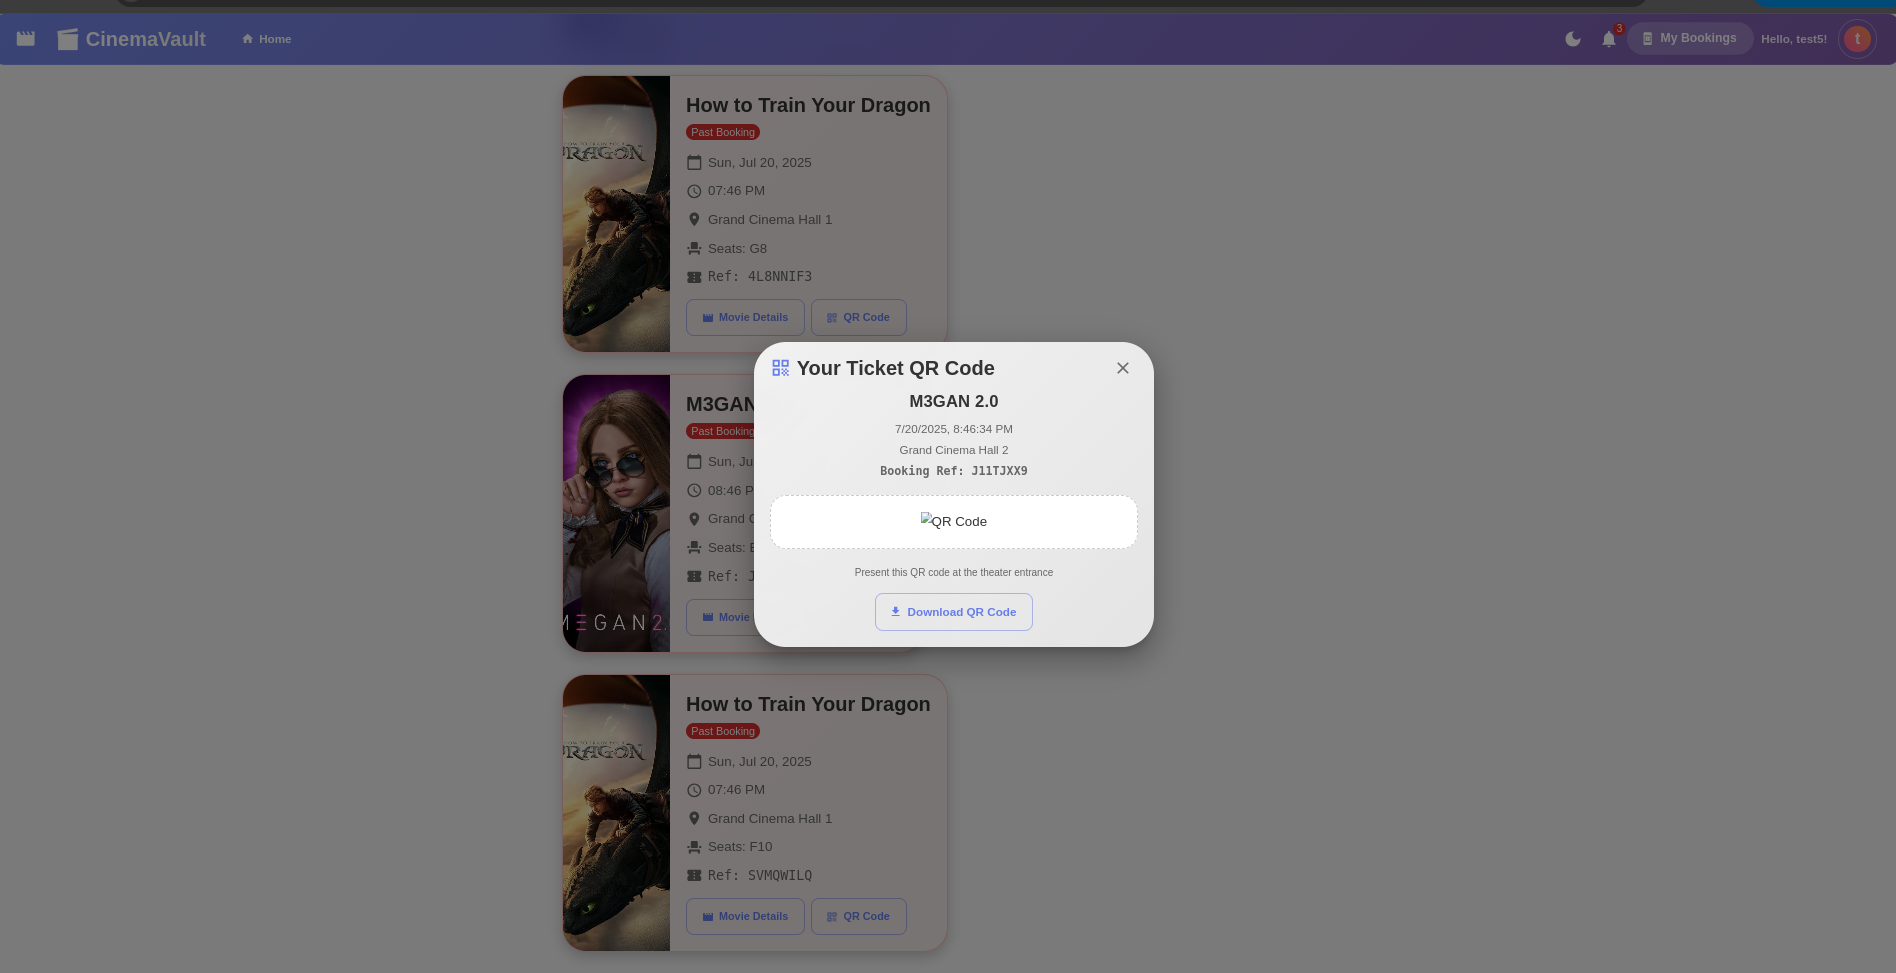 CinemaVault
Home
3
My Bookings
Hello, test5!
t
How to Train Your Dragon
Past Booking
DRAGON
Sun, Jul 20, 2025
07:46 PM
Grand Cinema Hall 1
Seats: G8
Ref: 4L8NNIF3
Movie Details
QR Code
M3GAN
Past Booking
Sun, Ju
08:46 P
Grand
Seats:
Ref: J
Movie
M Ξ G A N 2.
Your Ticket QR Code
M3GAN 2.0
7/20/2025, 8:46:34 PM
Grand Cinema Hall 2
Booking Ref: J11TJXX9
QR Code
Present this QR code at the theater entrance
Download QR Code
How to Train Your Dragon
Past Booking
DRAGON
Sun, Jul 20, 2025
07:46 PM
Grand Cinema Hall 1
Seats: F10
Ref: SVMQWILQ
Movie Details
QR Code